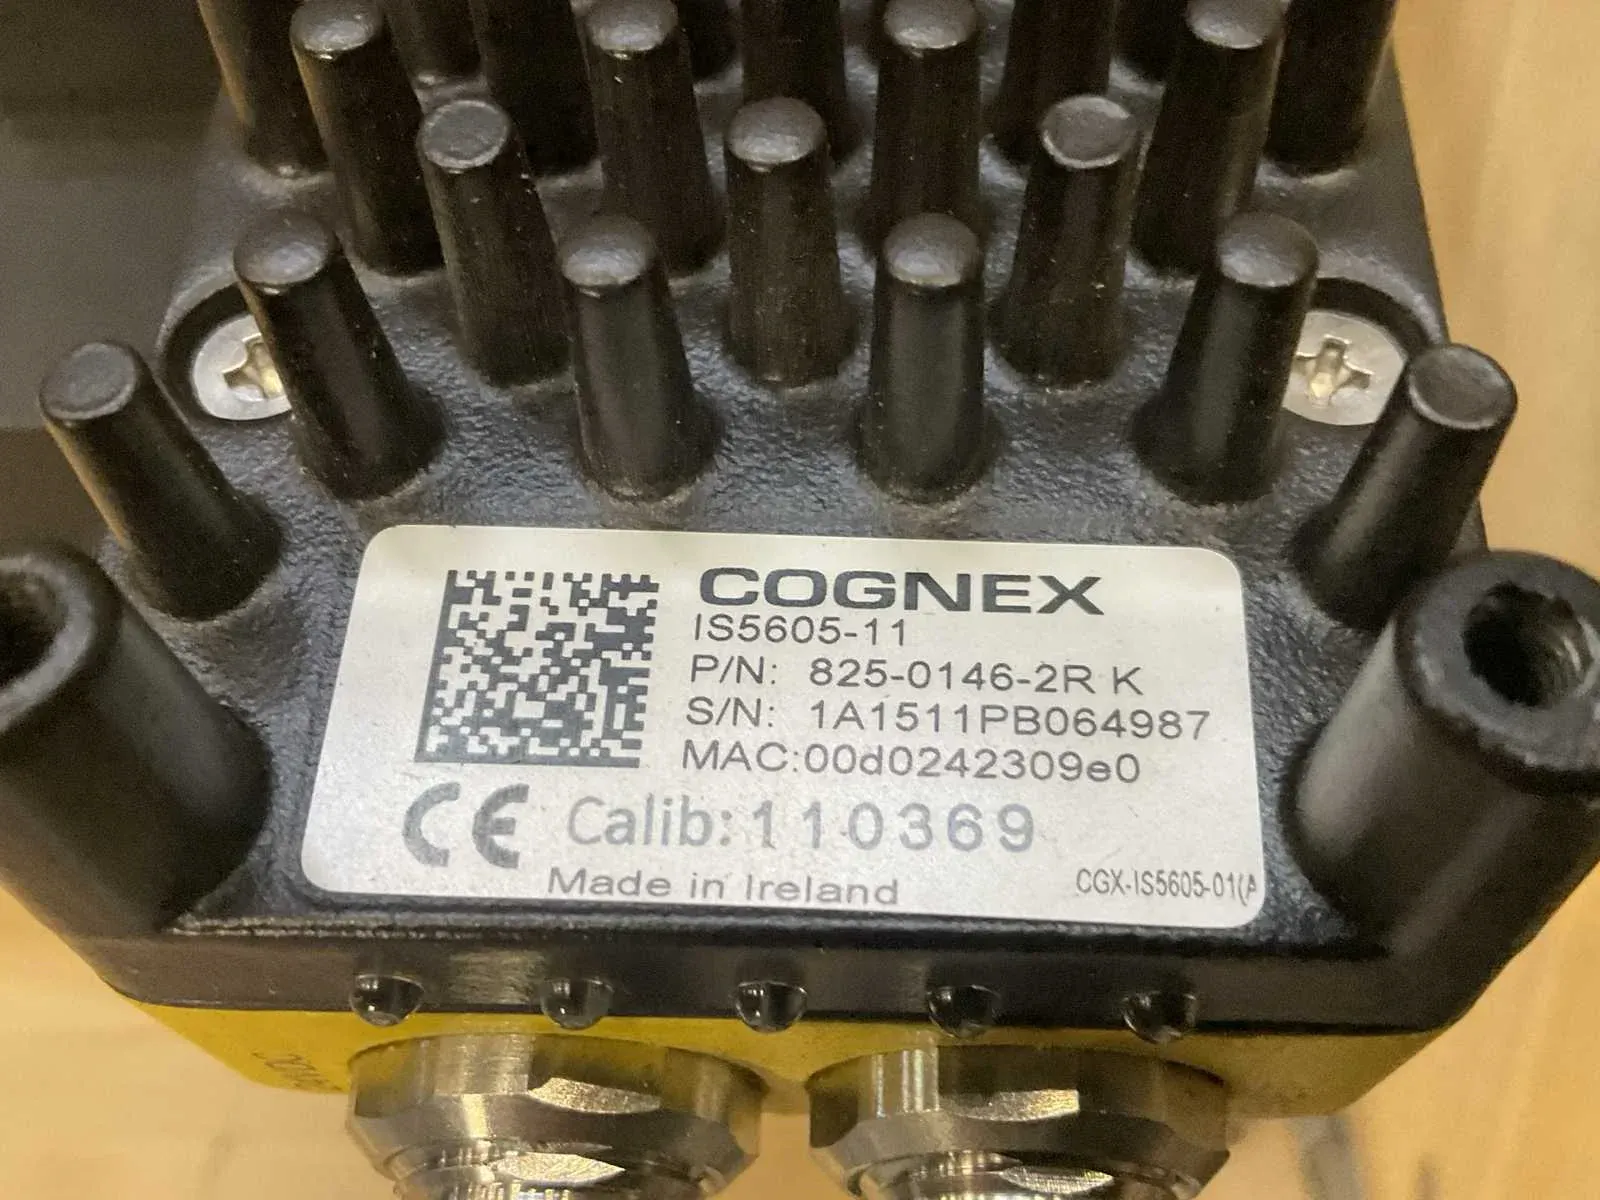 COGNEX
IS5605-11
P/N: 825-0146-2R K
S/N: 1A1511PB064987
MAC:00d0242309e0
CE Calib:110369
Made in Ireland
CGX-IS5605-01(A